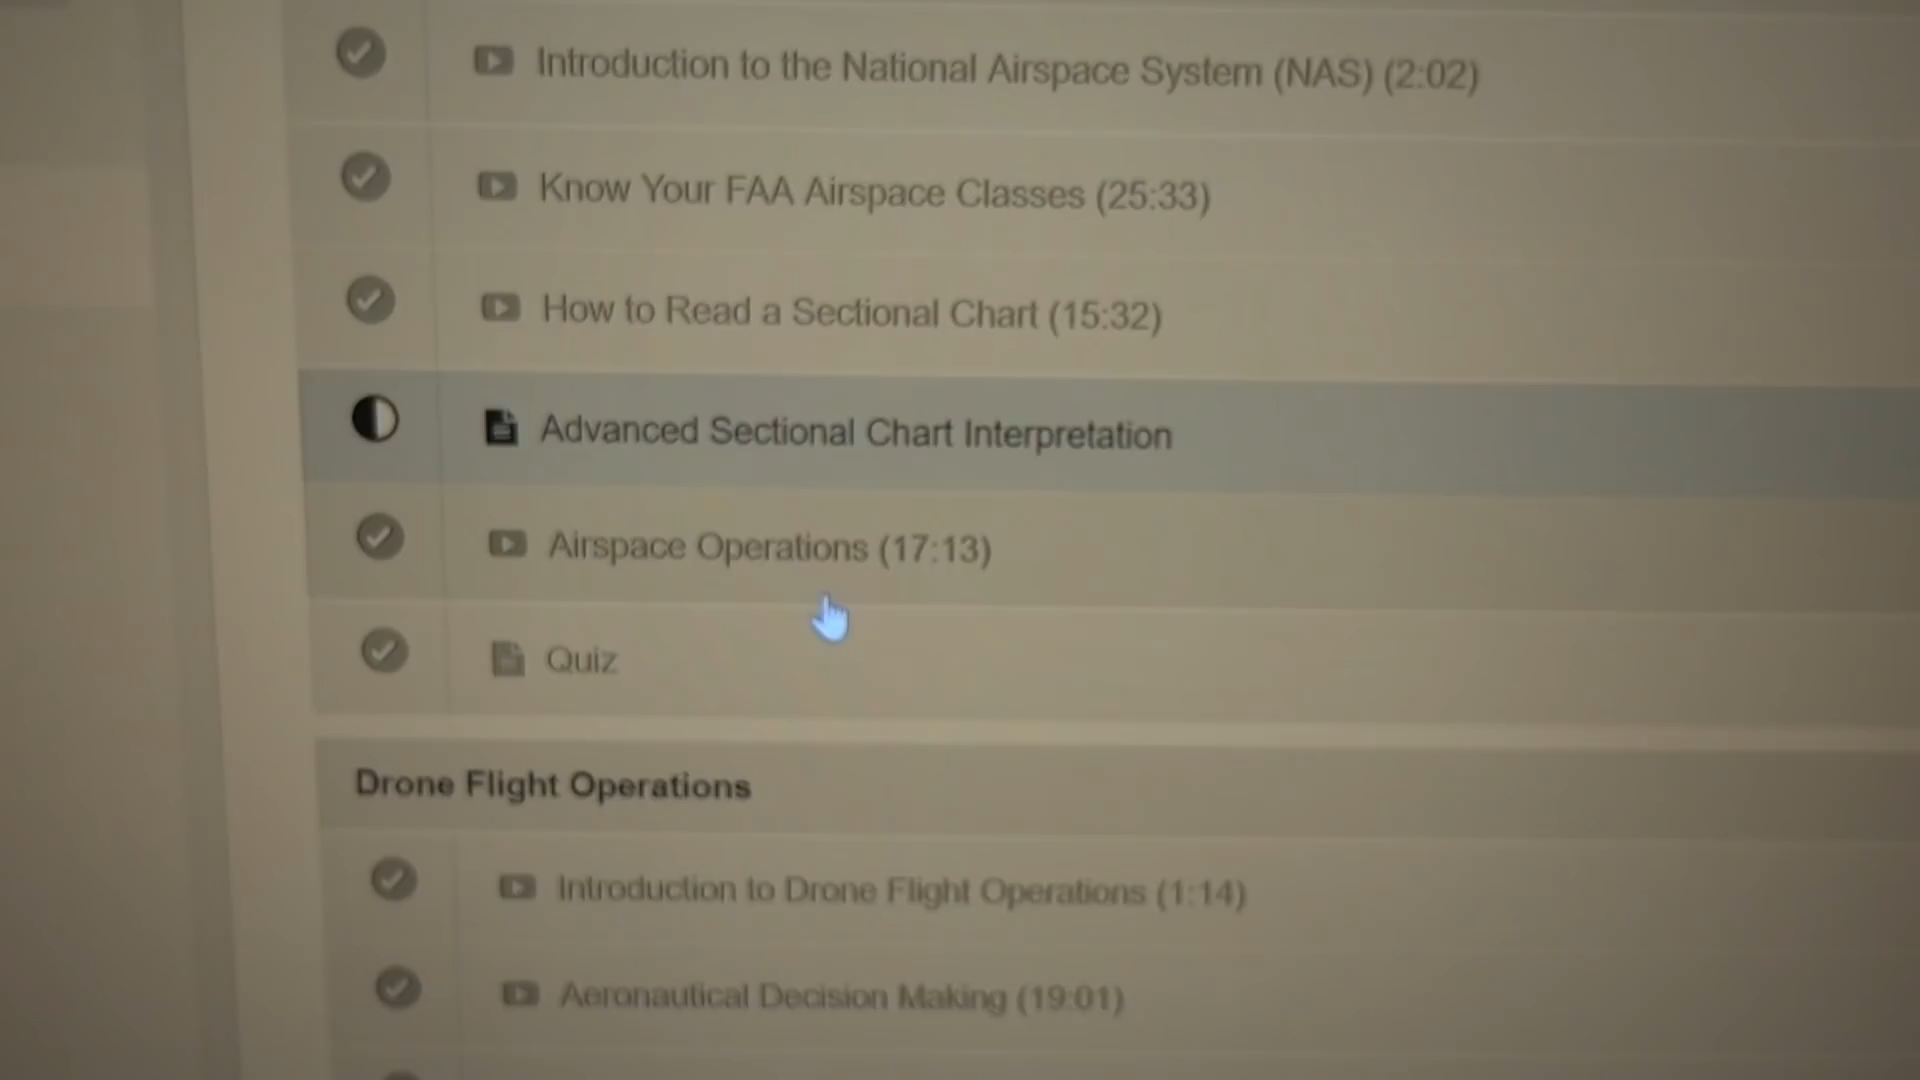 Introduction to the National Airspace System (NAS) (2:02)
Know Your FAA Airspace Classes (25:33)
How to Read a Sectional Chart (15:32)
Advanced Sectional Chart Interpretation
Airspace Operations (17:13)
Quiz
Drone Flight Operations
Introduction to Drone Flight Operations (1:14)
Aeronautical Decision Making (19:01)